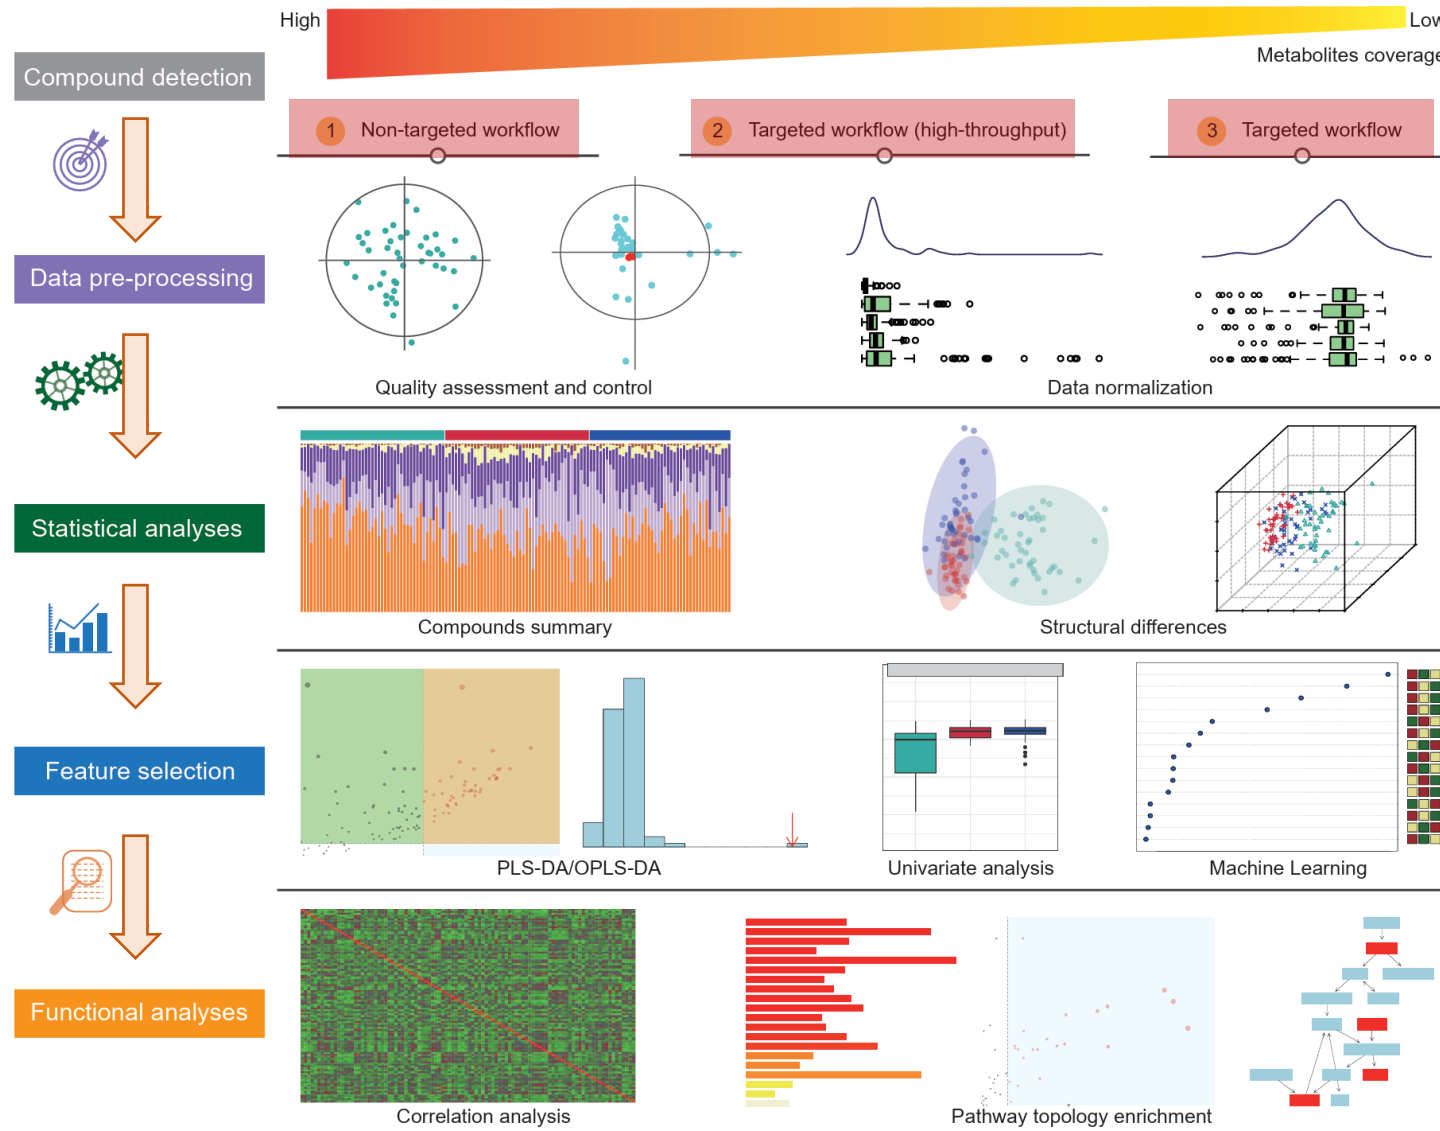 High
Low
Metabolites coverage
Compound detection
1 Non-targeted workflow
2 Targeted workflow (high-throughput)
3 Targeted workflow
Data pre-processing
Quality assessment and control
Data normalization
Statistical analyses
Compounds summary
Structural differences
Feature selection
PLS-DA/OPLS-DA
Univariate analysis
Machine Learning
Functional analyses
Correlation analysis
Pathway topology enrichment